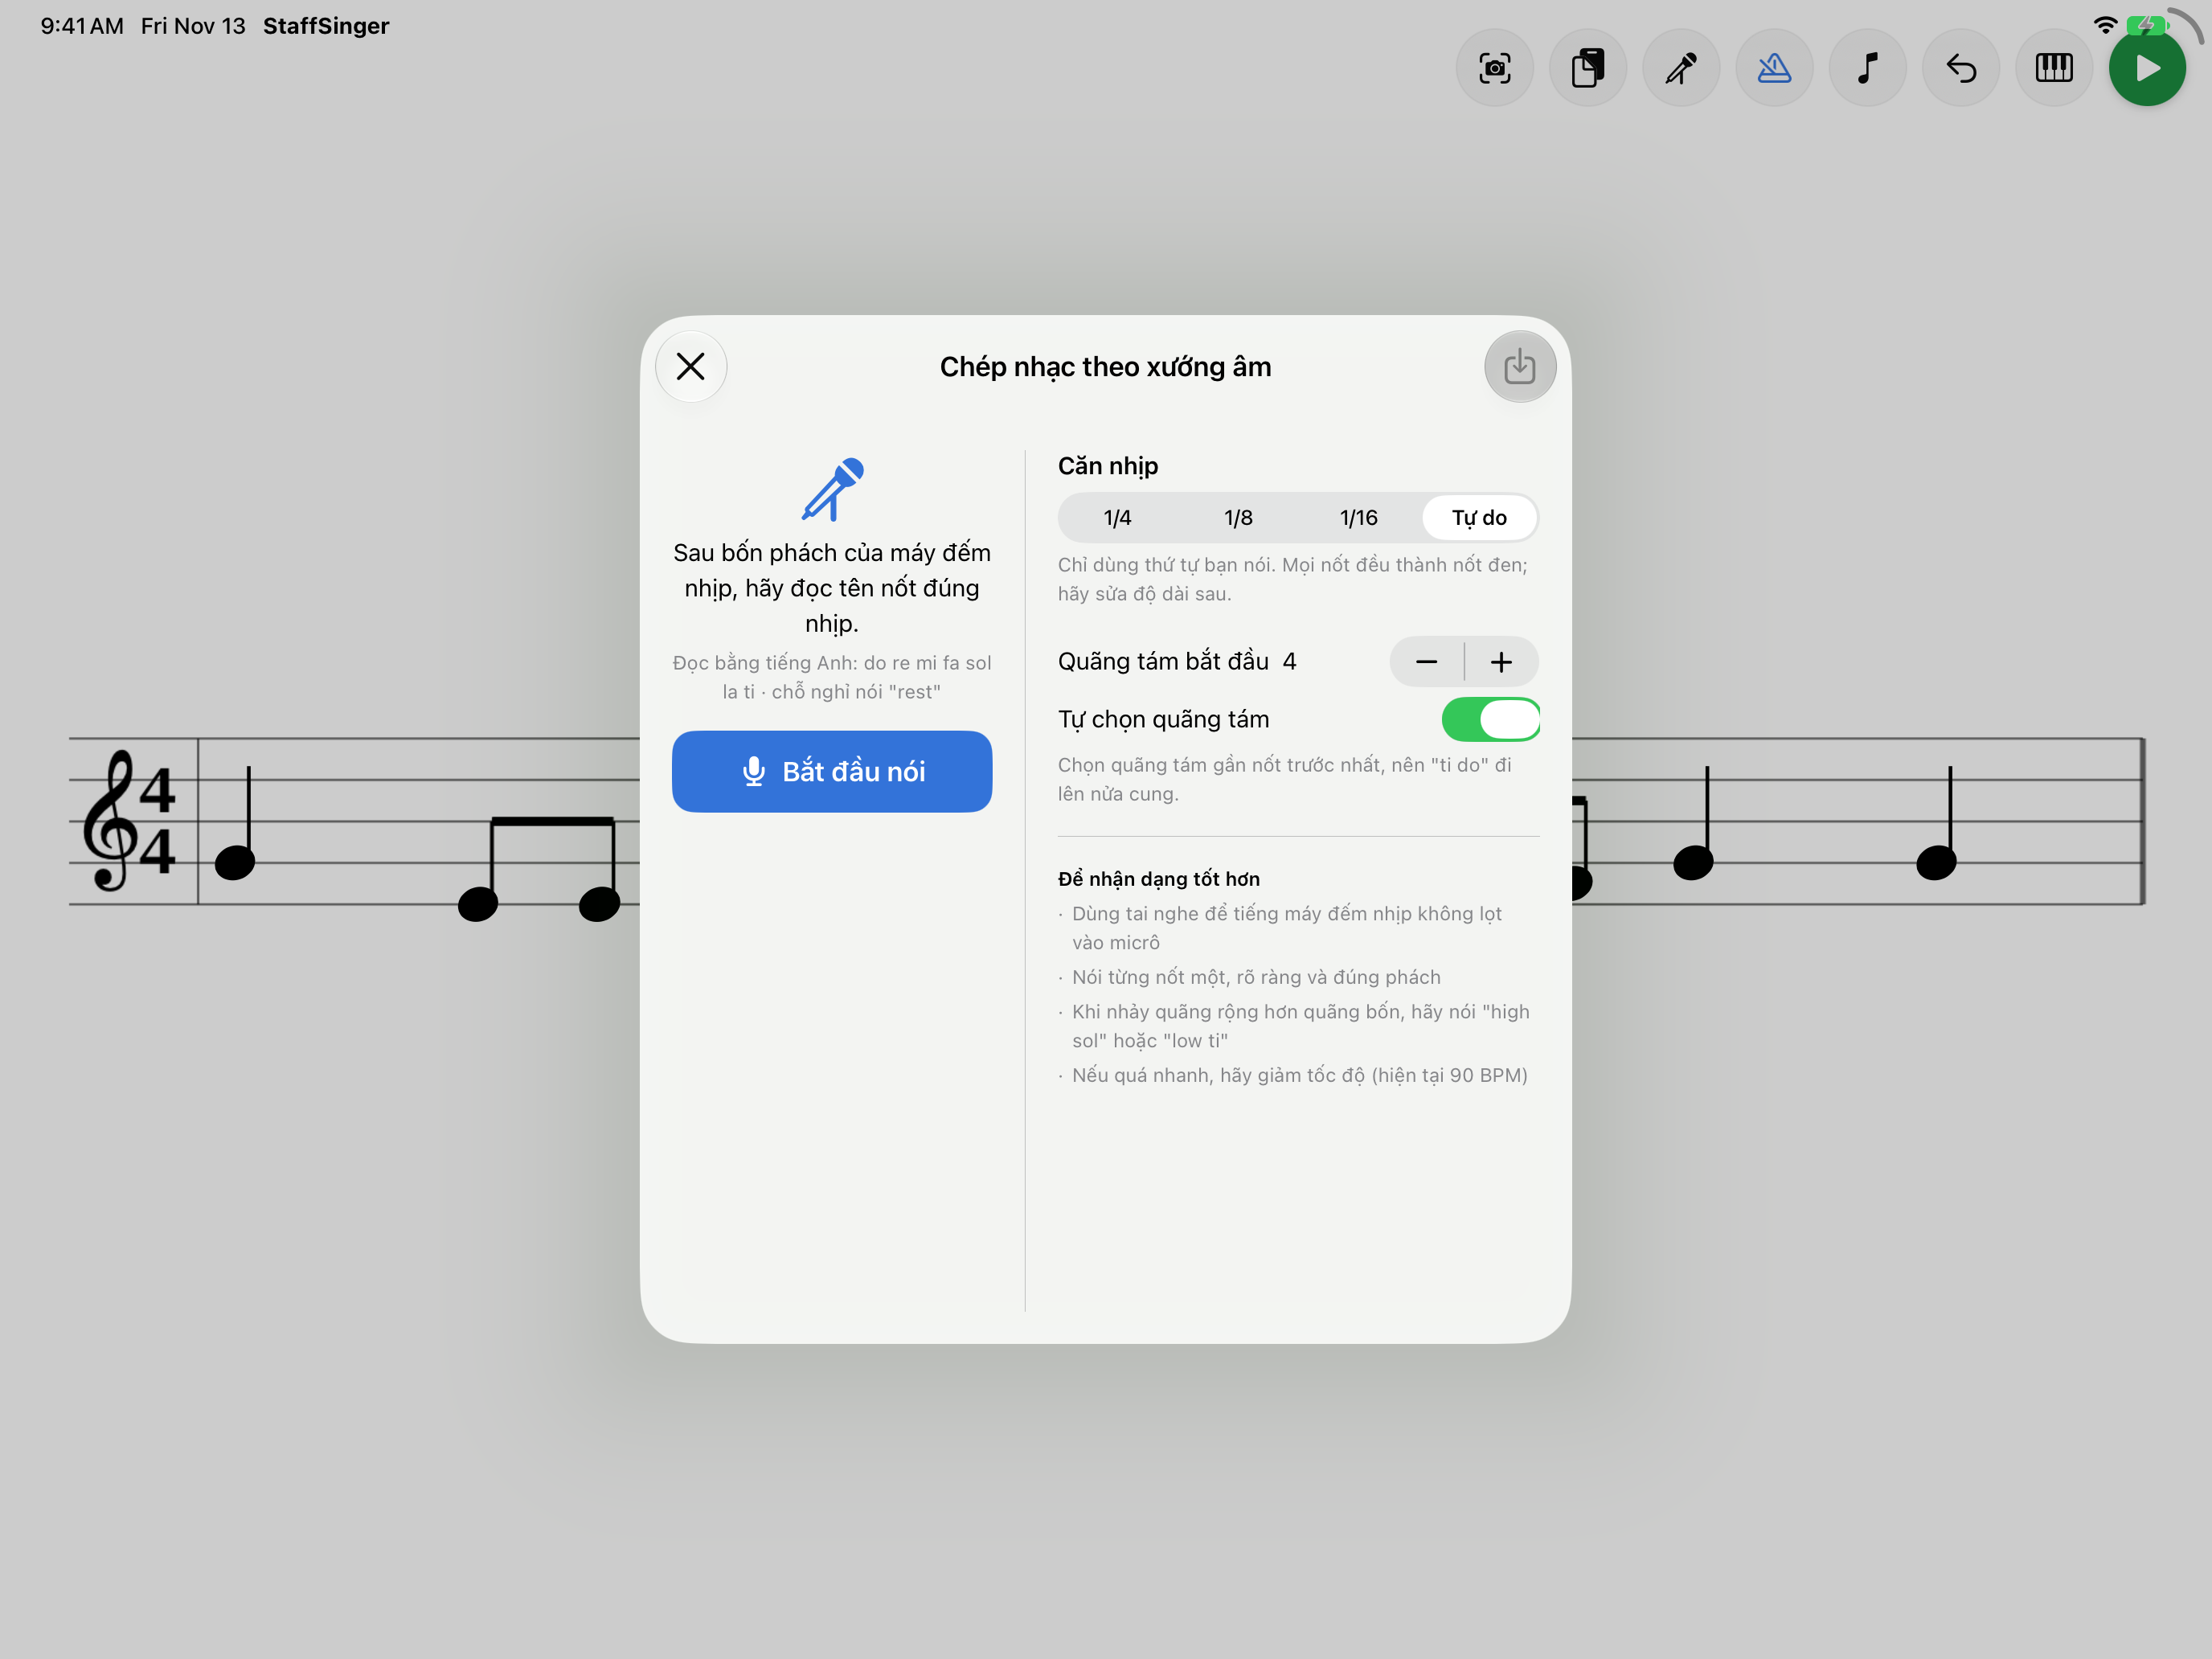 9:41 AM Fri Nov 13 StaffSinger
Chép nhạc theo xướng âm
Sau bốn phách của máy đếm
nhịp, hãy đọc tên nốt đúng
nhịp.
Đọc bằng tiếng Anh: do re mi fa sol
la ti · chỗ nghỉ nói "rest"
Bắt đầu nói
Căn nhịp
1/4 1/8 1/16 Tự do
Chỉ dùng thứ tự bạn nói. Mọi nốt đều thành nốt đen;
hãy sửa độ dài sau.
Quãng tám bắt đầu 4
Tự chọn quãng tám
Chọn quãng tám gần nốt trước nhất, nên "ti do" đi
lên nửa cung.
Để nhận dạng tốt hơn
· Dùng tai nghe để tiếng máy đếm nhịp không lọt
vào micrô
· Nói từng nốt một, rõ ràng và đúng phách
· Khi nhảy quãng rộng hơn quãng bốn, hãy nói "high
sol" hoặc "low ti"
· Nếu quá nhanh, hãy giảm tốc độ (hiện tại 90 BPM)
4
4